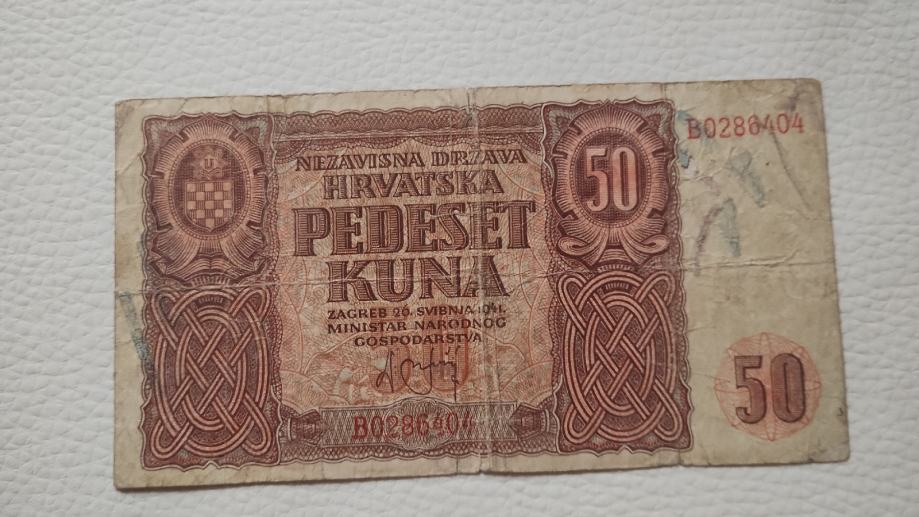 B0286404
NEZAVISNA DRŽAVA
HRVATSKA
50
PEDESET
KUNA
ZAGREB 26. SVIBNJA 1941.
MINISTAR NARODNOG
GOSPODARSTVA
B0286404
50
U